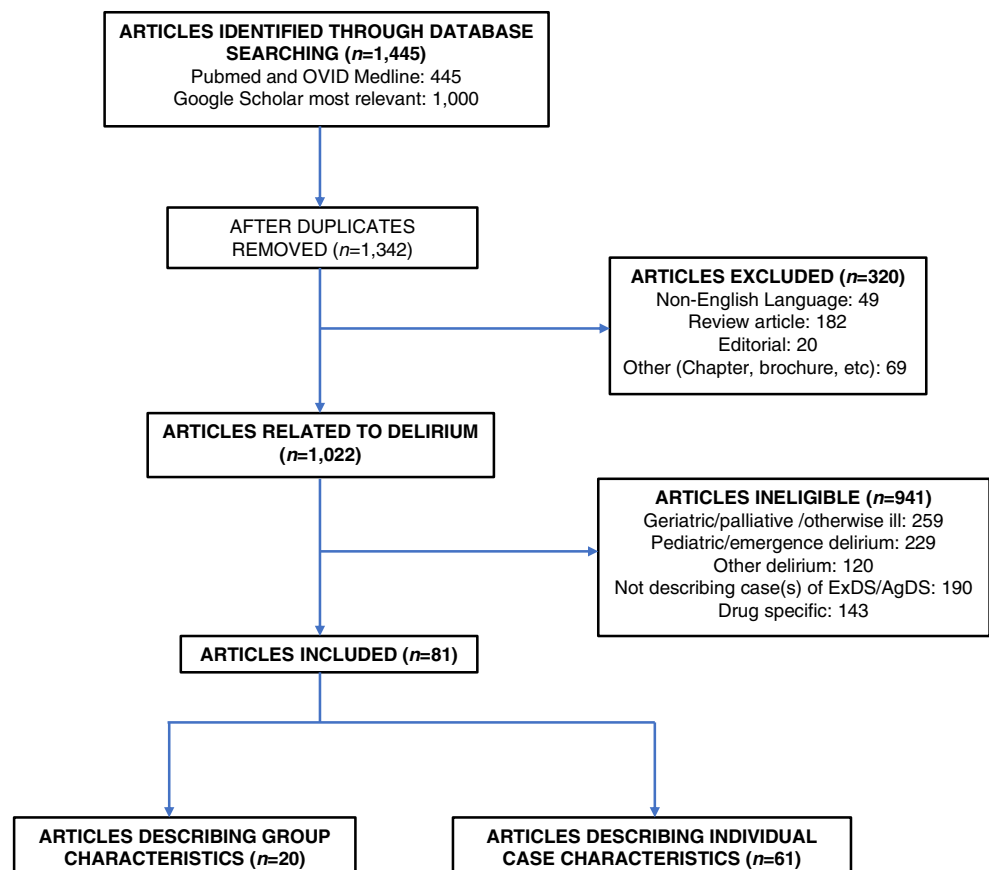 ARTICLES IDENTIFIED THROUGH DATABASE
SEARCHING (n=1,445)
Pubmed and OVID Medline: 445
Google Scholar most relevant: 1,000
AFTER DUPLICATES
REMOVED (n=1,342)
ARTICLES EXCLUDED (n=320)
Non-English Language: 49
Review article: 182
Editorial: 20
Other (Chapter, brochure, etc): 69
ARTICLES RELATED TO DELIRIUM
(n=1,022)
ARTICLES INELIGIBLE (n=941)
Geriatric/palliative /otherwise ill: 259
Pediatric/emergence delirium: 229
Other delirium: 120
Not describing case(s) of ExDS/AgDS: 190
Drug specific: 143
ARTICLES INCLUDED (n=81)
ARTICLES DESCRIBING GROUP
CHARACTERISTICS (n=20)
ARTICLES DESCRIBING INDIVIDUAL
CASE CHARACTERISTICS (n=61)